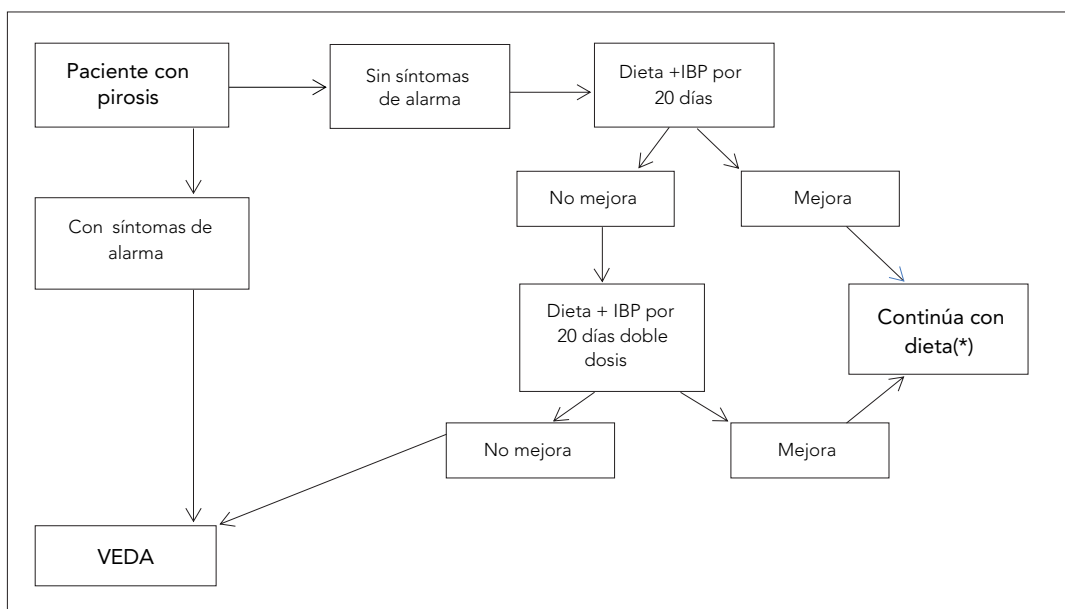 Paciente con
pirosis
Sin síntomas
de alarma
Dieta +IBP por
20 días
No mejora
Mejora
Con síntomas de
alarma
Dieta + IBP por
20 días doble
dosis
Continúa con
dieta(*)
No mejora
Mejora
VEDA